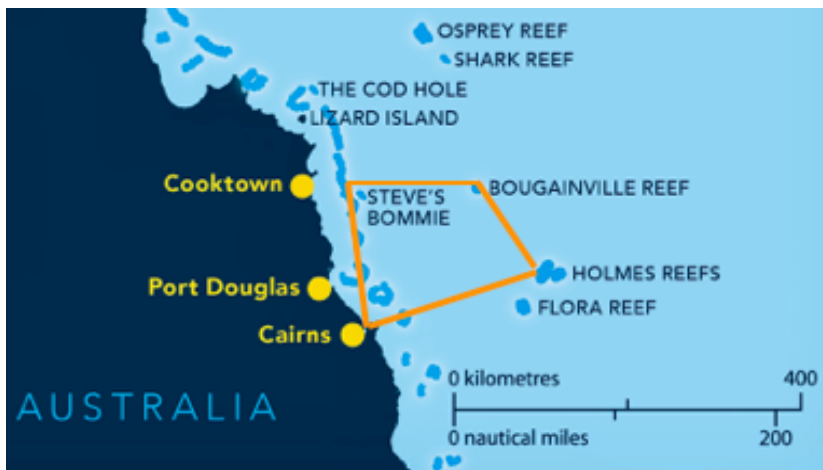 OSPREY REEF
SHARK REEF
THE COD HOLE
LIZARD ISLAND
Cooktown
STEVE'S
BOMMIE
BOUGAINVILLE REEF
Port Douglas
HOLMES REEFS
FLORA REEF
Cairns
0 kilometres 400
AUSTRALIA
0 nautical miles 200